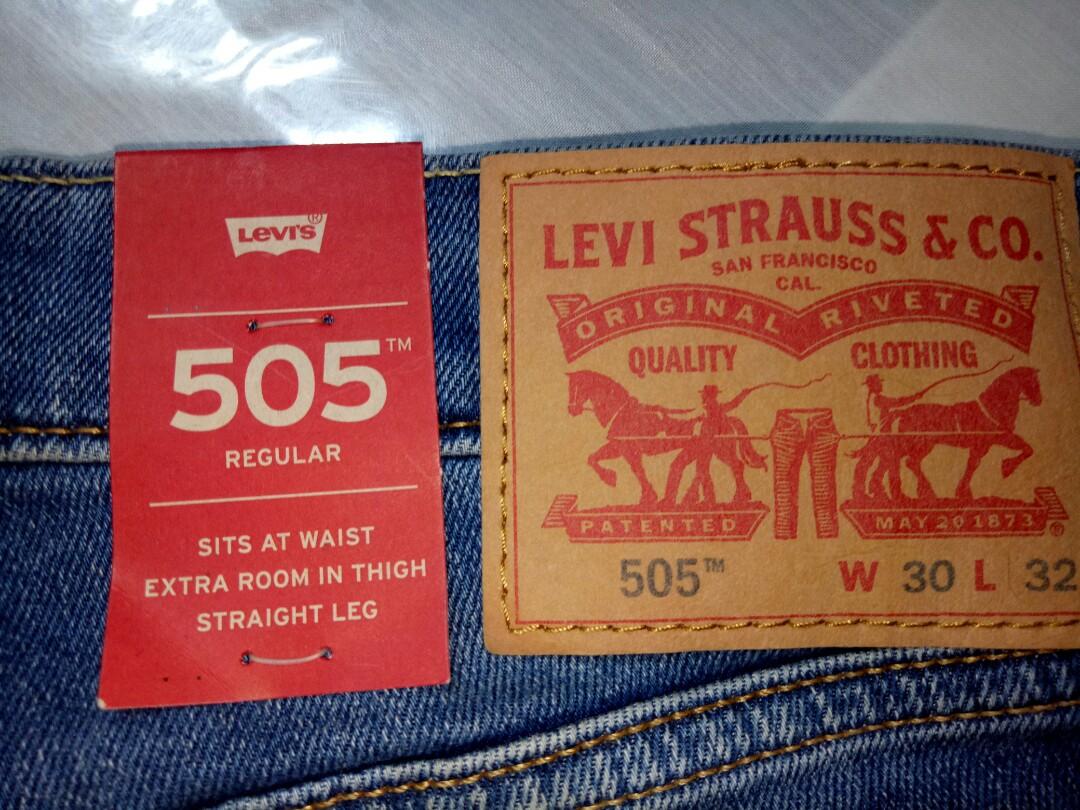 Levi's®
505™
REGULAR
SITS AT WAIST
EXTRA ROOM IN THIGH
STRAIGHT LEG
LEVI STRAUSS & CO.
SAN FRANCISCO
CAL.
ORIGINAL RIVETED
QUALITY CLOTHING
PATENTED MAY 20 1873 ®
505™ W 30 L 32